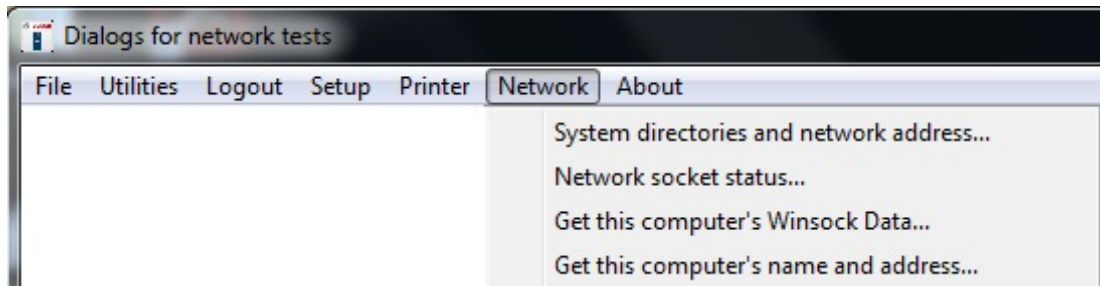 Dialogs for network tests
File Utilities Logout Setup Printer Network About
System directories and network address...
Network socket status...
Get this computer's Winsock Data...
Get this computer's name and address...